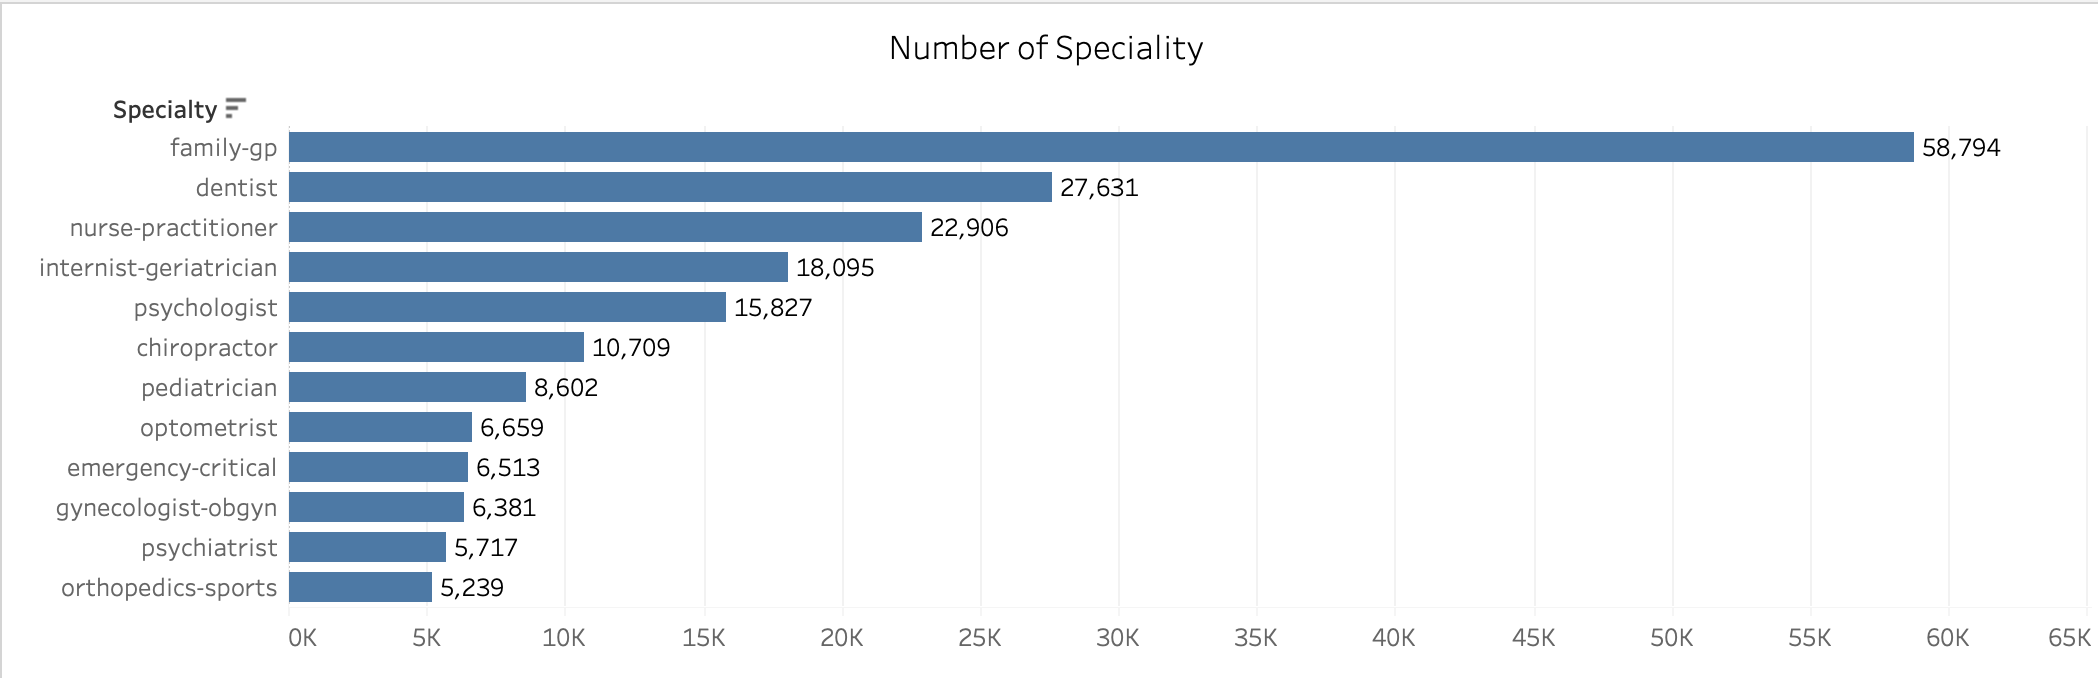 Number of Speciality
Specialty
family-gp 58,794
dentist 27,631
nurse-practitioner 22,906
internist-geriatrician 18,095
psychologist 15,827
chiropractor 10,709
pediatrician 8,602
optometrist 6,659
emergency-critical 6,513
gynecologist-obgyn 6,381
psychiatrist 5,717
orthopedics-sports 5,239
0K 5K 10K 15K 20K 25K 30K 35K 40K 45K 50K 55K 60K 65K